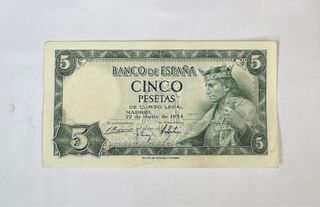 5 BANCO DE ESPAÑA 5
CINCO
PESETAS
DE CURSO LEGAL
MADRID,
22 de Julio de 1954
5